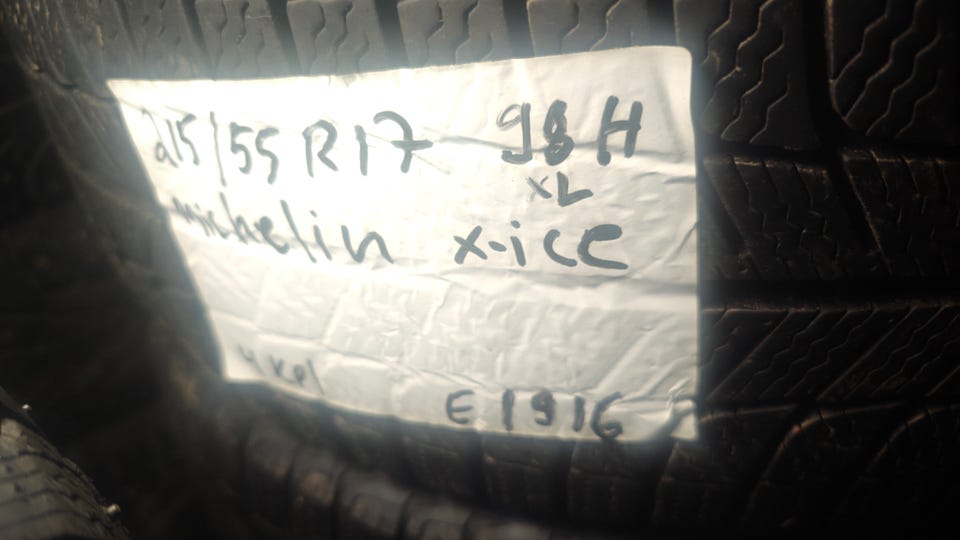 215/55 R17 98H
XL
Michelin x-ice
4 kpl
E 1916